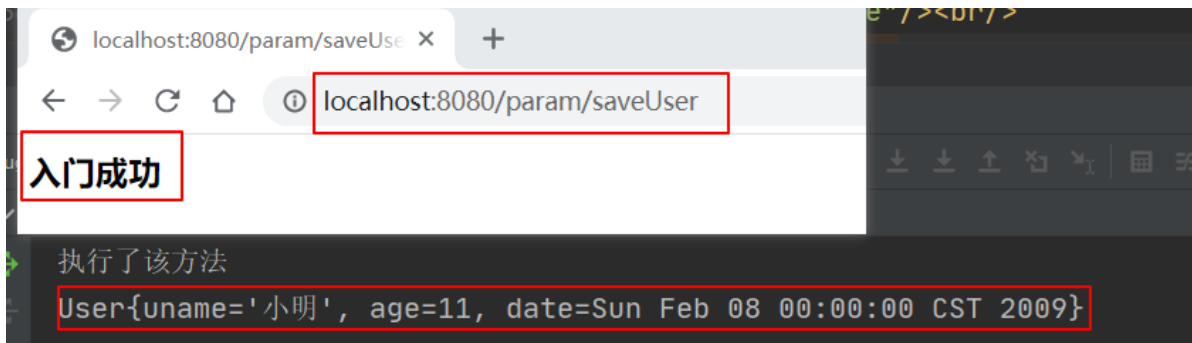 e"/><br/>
localhost:8080/param/saveUse
localhost:8080/param/saveUser
入门成功
执行了该方法
User{uname='小明', age=11, date=Sun Feb 08 00:00:00 CST 2009}